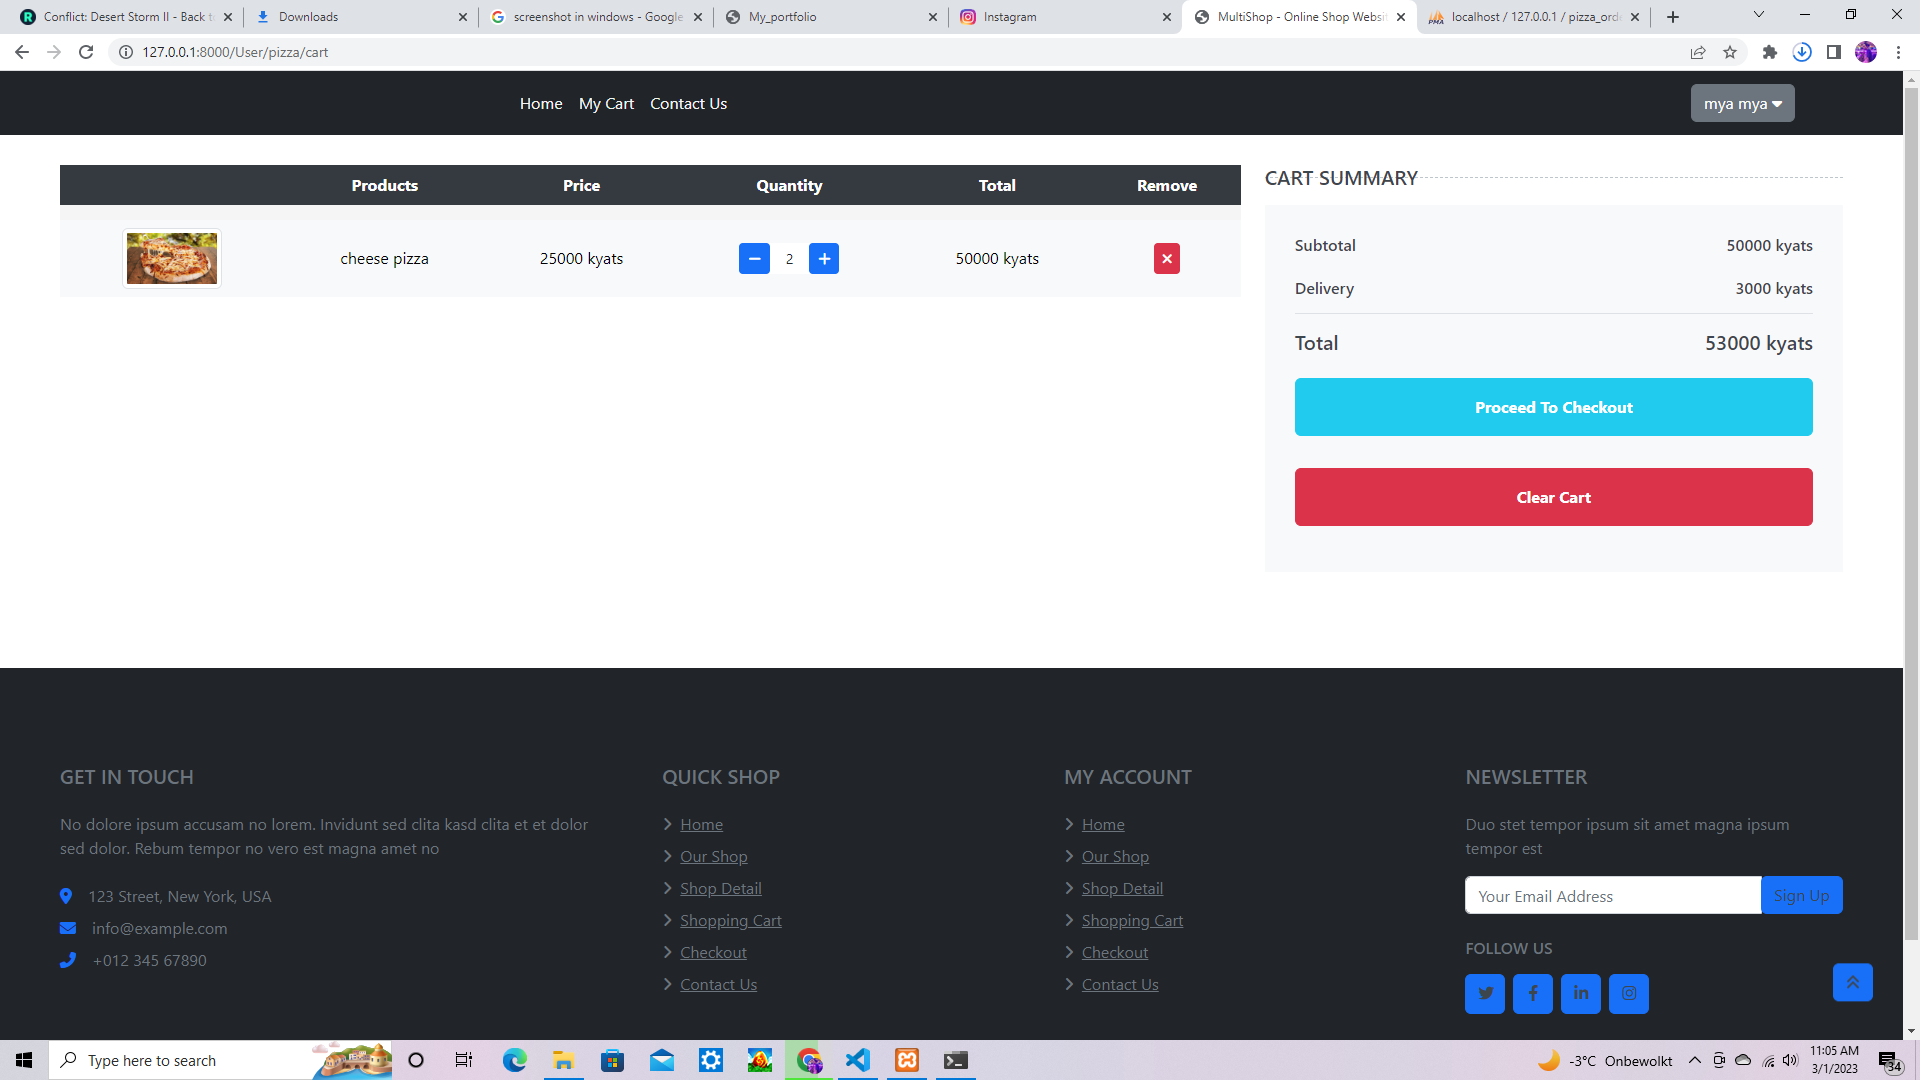 Conflict: Desert Storm II - Back t
Downloads
screenshot in windows - Google
My_portfolio
Instagram
MultiShop - Online Shop Websit
localhost / 127.0.0.1 / pizza_ord
127.0.0.1:8000/User/pizza/cart
Home My Cart Contact Us
mya mya
Products Price Quantity Total Remove
cheese pizza 25000 kyats 2 50000 kyats
CART SUMMARY
Subtotal 50000 kyats
Delivery 3000 kyats
Total 53000 kyats
Proceed To Checkout
Clear Cart
GET IN TOUCH
No dolore ipsum accusam no lorem. Invidunt sed clita kasd clita et et dolor
sed dolor. Rebum tempor no vero est magna amet no
123 Street, New York, USA
info@example.com
+012 345 67890
QUICK SHOP
Home
Our Shop
Shop Detail
Shopping Cart
Checkout
Contact Us
MY ACCOUNT
Home
Our Shop
Shop Detail
Shopping Cart
Checkout
Contact Us
NEWSLETTER
Duo stet tempor ipsum sit amet magna ipsum
tempor est
Your Email Address
Sign Up
FOLLOW US
Type here to search
-3°C Onbewolkt
11:05 AM
3/1/2023
34